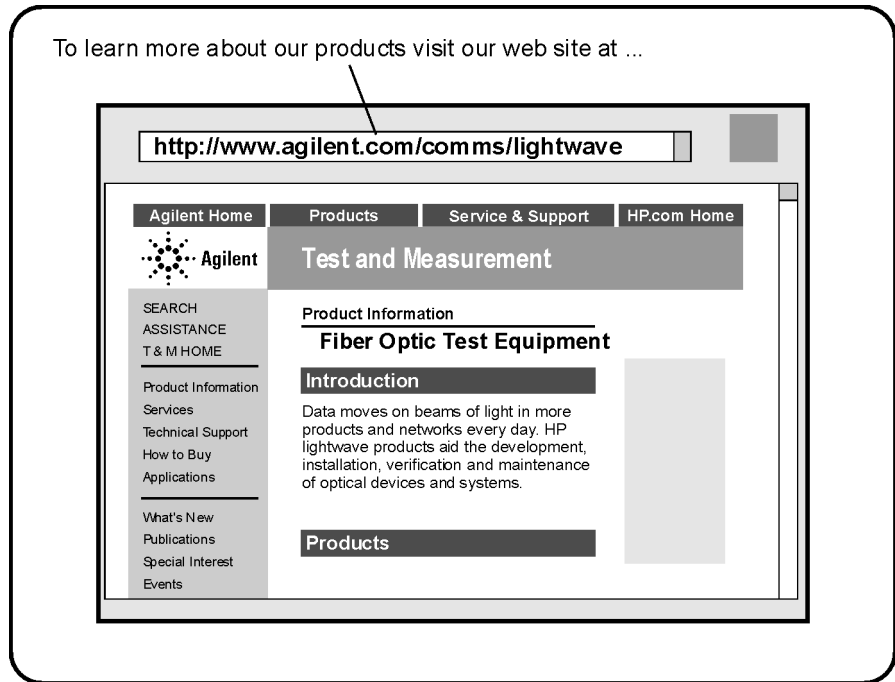 To learn more about our products visit our web site at ...
http://www.agilent.com/comms/lightwave
Agilent Home
Products
Service & Support
HP.com Home
Agilent
Test and Measurement
SEARCH
ASSISTANCE
T & M HOME
Product Information
Services
Technical Support
How to Buy
Applications
What's New
Publications
Special Interest
Events
Product Information
Fiber Optic Test Equipment
Introduction
Data moves on beams of light in more
products and networks every day. HP
lightwave products aid the development,
installation, verification and maintenance
of optical devices and systems.
Products